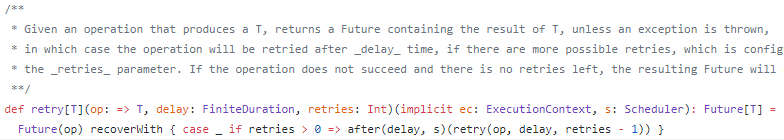 /**
* Given an operation that produces a T, returns a Future containing the result of T, unless an exception is thrown,
* in which case the operation will be retried after _delay_ time, if there are more possible retries, which is config
* the _retries_ parameter. If the operation does not succeed and there is no retries left, the resulting Future will
**/
def retry[T](op: => T, delay: FiniteDuration, retries: Int)(implicit ec: ExecutionContext, s: Scheduler): Future[T] =
Future(op) recoverWith { case _ if retries > 0 => after(delay, s)(retry(op, delay, retries - 1)) }